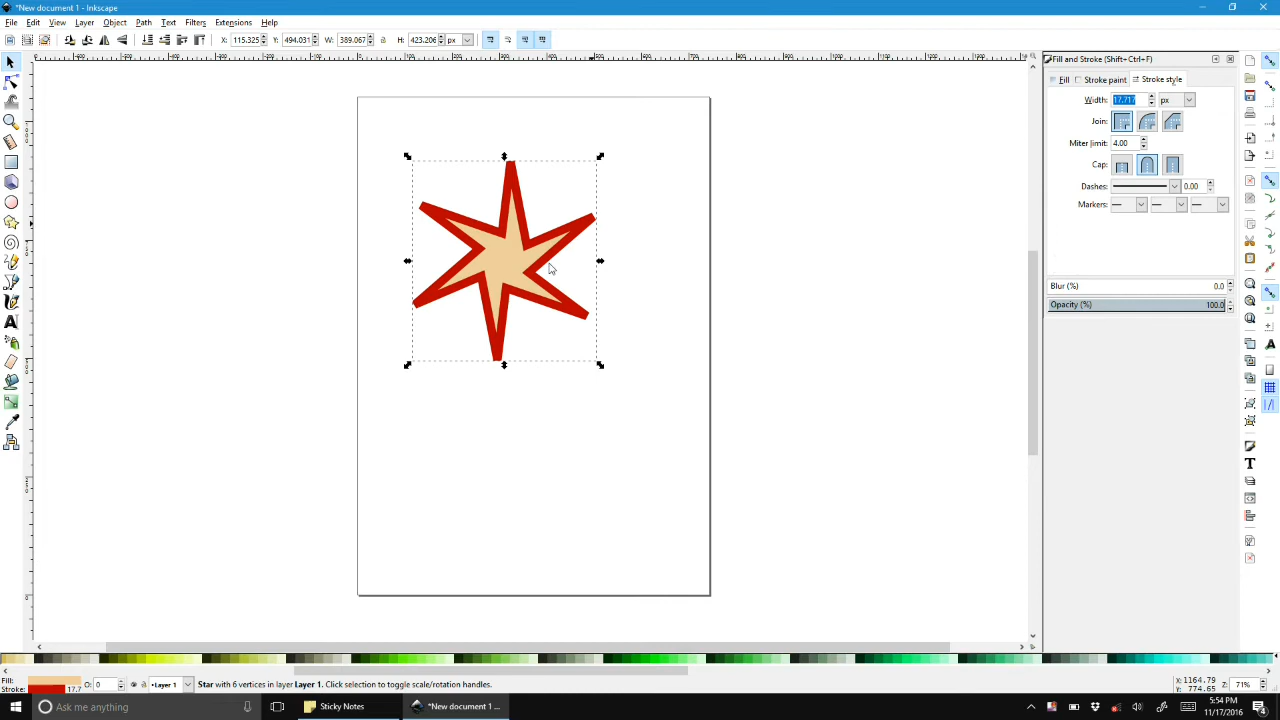 *New document 1 - Inkscape
File Edit View Layer Object Path Text Filters Extensions Help
X: 115.325 Y: 494.031 W: 389.067 H: 423.206 px
Fill and Stroke (Shift+Ctrl+F)
Fill Stroke paint Stroke style
Width: 17.717 px
Join:
Miter limit: 4.00
Cap:
Dashes: 0.00
Markers:
Blur (%) 0.0
Opacity (%) 100.0
Fill:
Stroke: 17.7
O: 0
Layer 1
Star with 6 vertices in layer Layer 1. Click selection to toggle scale/rotation handles.
X: 1164.79
Y: 774.65
Z: 71%
Ask me anything
Sticky Notes
*New document 1 ...
5:54 PM
11/17/2016
4